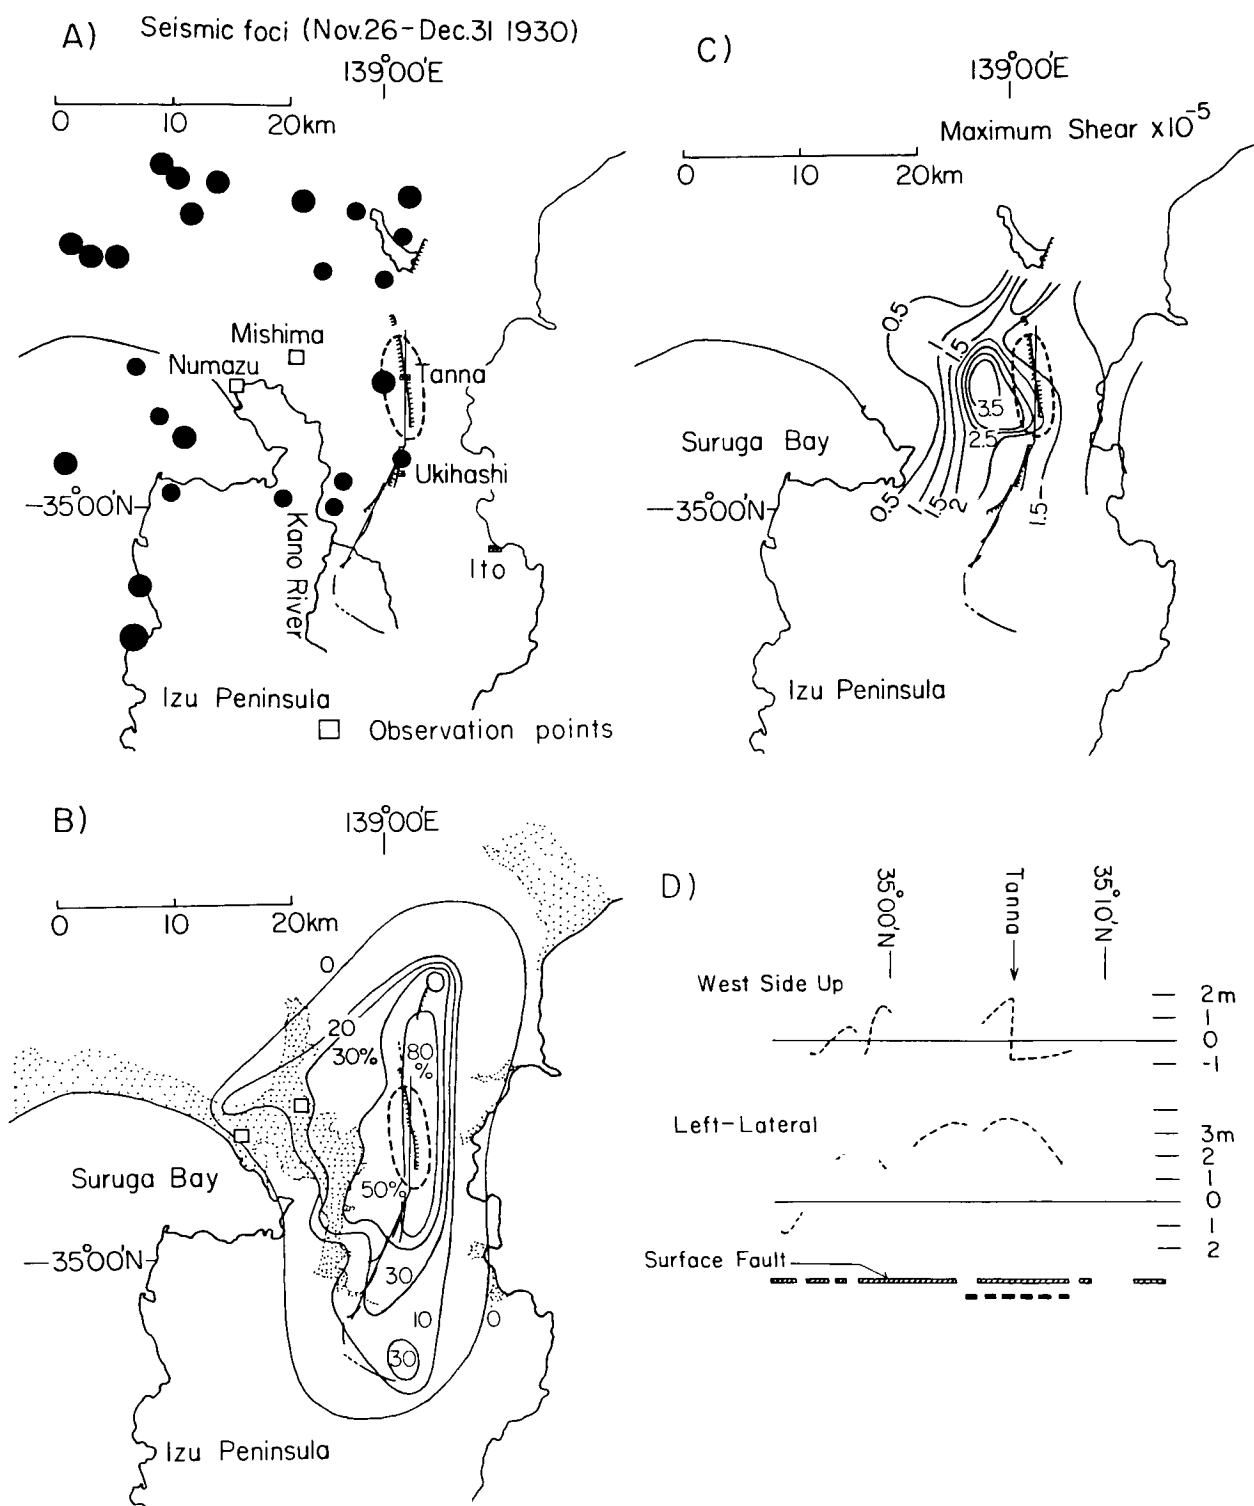 A)
Seismic foci (Nov.26-Dec.31 1930)
139°00'E
0 10 20km
Mishima
Numazu
Tanna
Ukihashi
-35°00'N-
Kano River
Ito
Izu Peninsula
□ Observation points
C)
139°00'E
Maximum Shear x10-5
0 10 20km
0.5
1
1.5
3.5
2.5
Suruga Bay
-35°00'N-
0.5
1
1.5
2
1.5
Izu Peninsula
B)
139°00'E
0 10 20km
0
20
30%
80
%
Suruga Bay
50%
-35°00'N-
30
10
0
30
Izu Peninsula
D)
35°00'N
Tanna
35°10'N
West Side Up
2m
1
0
-1
Left-Lateral
3m
2
1
0
1
2
Surface Fault